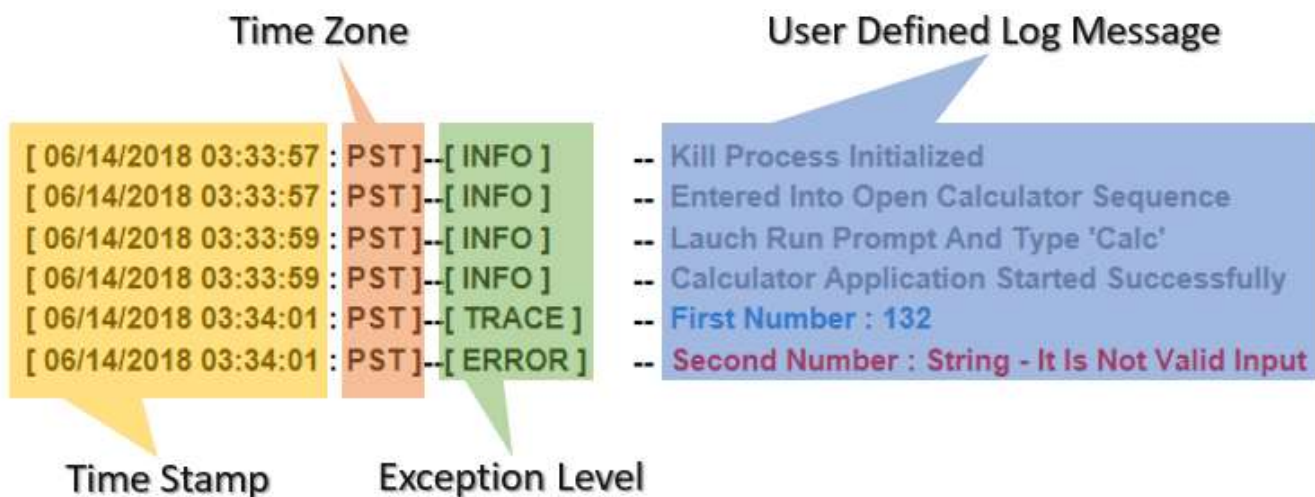 Time Zone User Defined Log Message
[ 06/14/2018 03:33:57 : PST ]--[ INFO ] -- Kill Process Initialized
[ 06/14/2018 03:33:57 : PST ]--[ INFO ] -- Entered Into Open Calculator Sequence
[ 06/14/2018 03:33:59 : PST ]--[ INFO ] -- Lauch Run Prompt And Type 'Calc'
[ 06/14/2018 03:33:59 : PST ]--[ INFO ] -- Calculator Application Started Successfully
[ 06/14/2018 03:34:01 : PST ]--[ TRACE ] -- First Number : 132
[ 06/14/2018 03:34:01 : PST ]--[ ERROR ] -- Second Number : String - It Is Not Valid Input
Time Stamp Exception Level